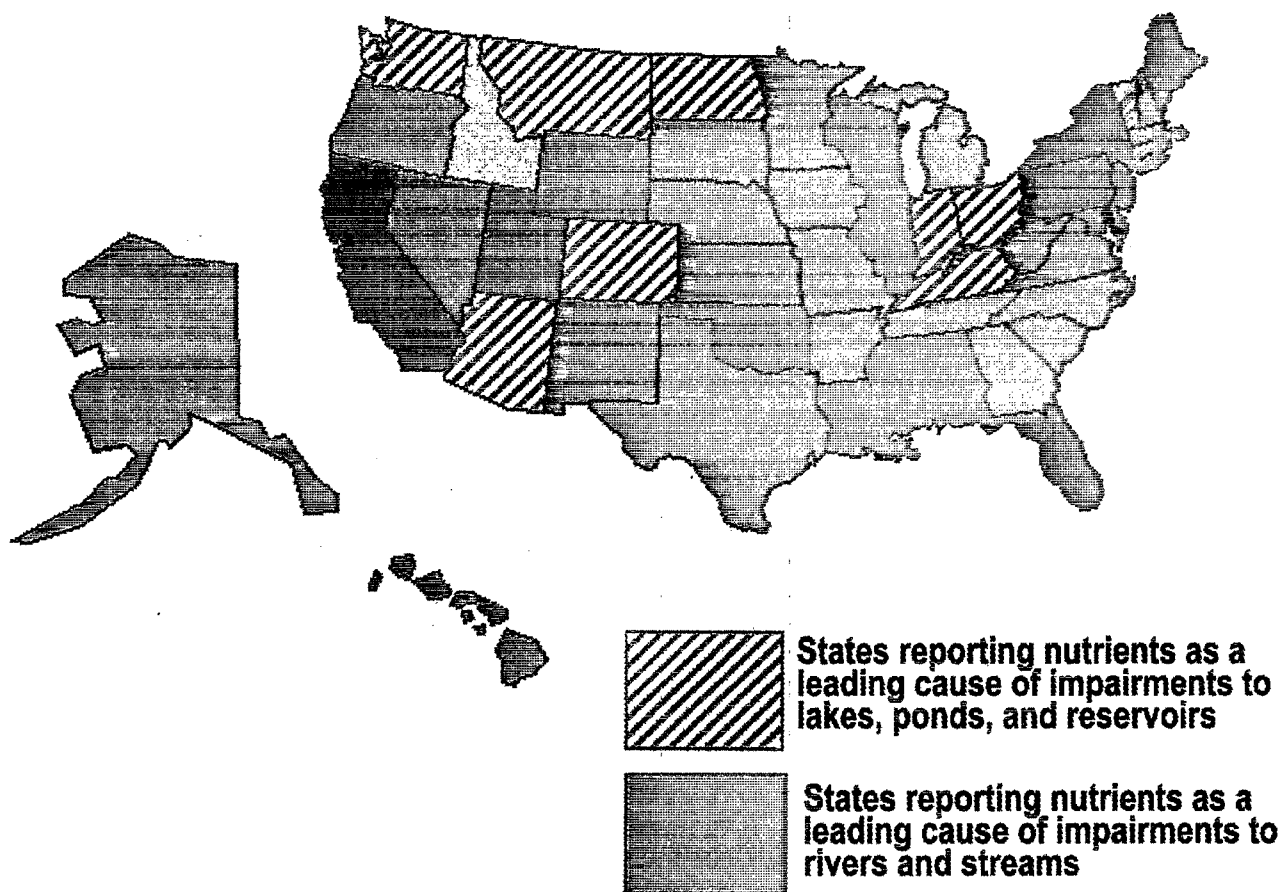 States reporting nutrients as a
leading cause of impairments to
lakes, ponds, and reservoirs
States reporting nutrients as a
leading cause of impairments to
rivers and streams